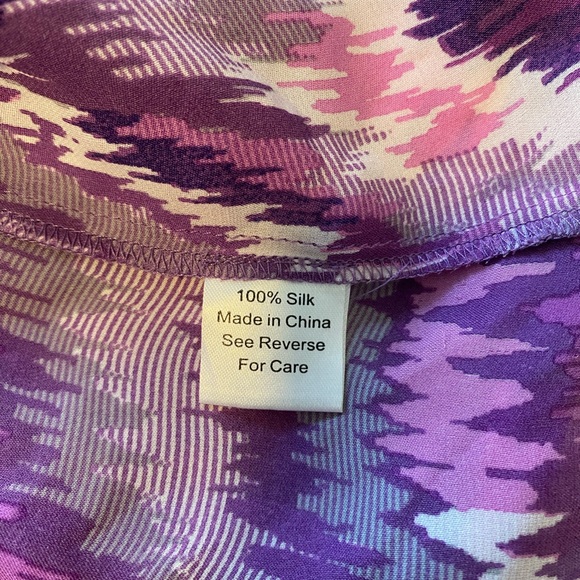 100% Silk
Made in China
See Reverse
For Care